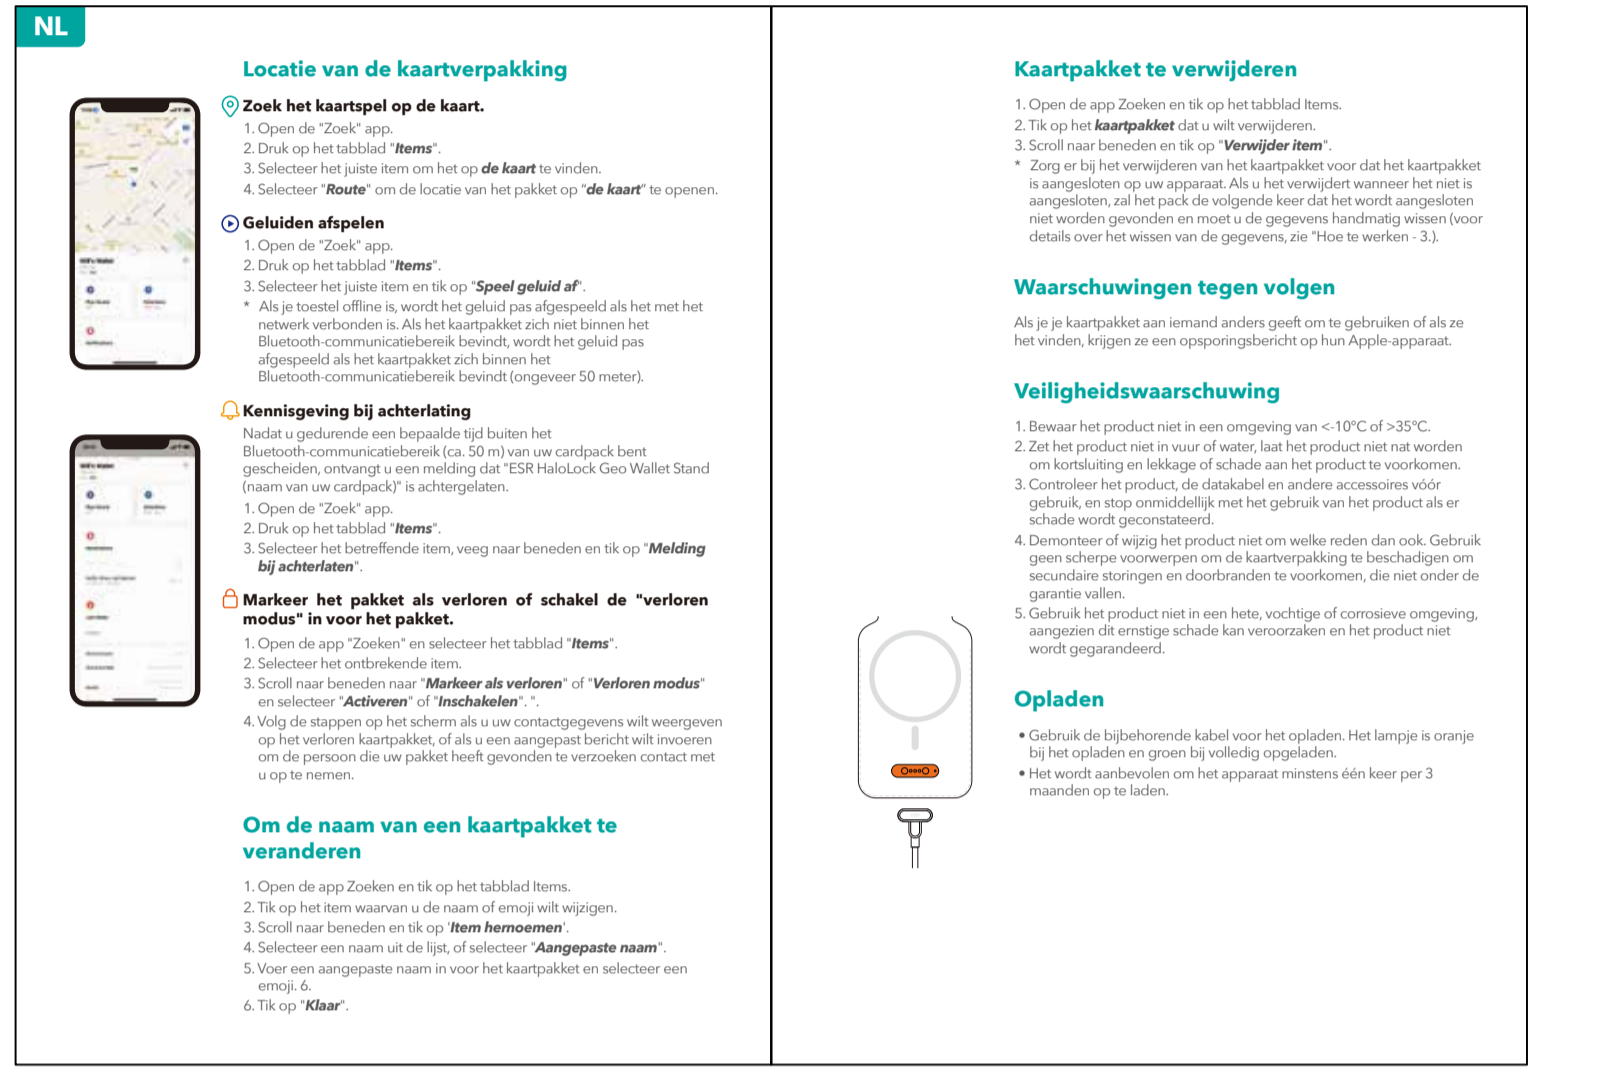 NL
Locatie van de kaartverpakking
Zoek het kaartspel op de kaart.
1. Open de "Zoek" app.
2. Druk op het tabblad "Items".
3. Selecteer het juiste item om het op de kaart te vinden.
4. Selecteer "Route" om de locatie van het pakket op “de kaart” te openen.
Geluiden afspelen
1. Open de "Zoek" app.
2. Druk op het tabblad "Items".
3. Selecteer het juiste item en tik op "Speel geluid af".
* Als je toestel offline is, wordt het geluid pas afgespeeld als het met het
netwerk verbonden is. Als het kaartpakket zich niet binnen het
Bluetooth-communicatiebereik bevindt, wordt het geluid pas
afgespeeld als het kaartpakket zich binnen het
Bluetooth-communicatiebereik bevindt (ongeveer 50 meter).
Kennisgeving bij achterlating
Nadat u gedurende een bepaalde tijd buiten het
Bluetooth-communicatiebereik (ca. 50 m) van uw cardpack bent
gescheiden, ontvangt u een melding dat "ESR HaloLock Geo Wallet Stand
(naam van uw cardpack)" is achtergelaten.
1. Open de "Zoek" app.
2. Druk op het tabblad "Items".
3. Selecteer het betreffende item, veeg naar beneden en tik op "Melding
bij achterlaten".
Markeer het pakket als verloren of schakel de "verloren
modus" in voor het pakket.
1. Open de app "Zoeken" en selecteer het tabblad "Items".
2. Selecteer het ontbrekende item.
3. Scroll naar beneden naar "Markeer als verloren" of "Verloren modus"
en selecteer "Activeren" of "Inschakelen". ".
4. Volg de stappen op het scherm als u uw contactgegevens wilt weergeven
op het verloren kaartpakket, of als u een aangepast bericht wilt invoeren
om de persoon die uw pakket heeft gevonden te verzoeken contact met
u op te nemen.
Om de naam van een kaartpakket te
veranderen
1. Open de app Zoeken en tik op het tabblad Items.
2. Tik op het item waarvan u de naam of emoji wilt wijzigen.
3. Scroll naar beneden en tik op 'Item hernoemen'.
4. Selecteer een naam uit de lijst, of selecteer "Aangepaste naam".
5. Voer een aangepaste naam in voor het kaartpakket en selecteer een
emoji. 6.
6. Tik op "Klaar".
Kaartpakket te verwijderen
1. Open de app Zoeken en tik op het tabblad Items.
2. Tik op het kaartpakket dat u wilt verwijderen.
3. Scroll naar beneden en tik op "Verwijder item".
* Zorg er bij het verwijderen van het kaartpakket voor dat het kaartpakket
is aangesloten op uw apparaat. Als u het verwijdert wanneer het niet is
aangesloten, zal het pack de volgende keer dat het wordt aangesloten
niet worden gevonden en moet u de gegevens handmatig wissen (voor
details over het wissen van de gegevens, zie "Hoe te werken - 3.).
Waarschuwingen tegen volgen
Als je je kaartpakket aan iemand anders geeft om te gebruiken of als ze
het vinden, krijgen ze een opsporingsbericht op hun Apple-apparaat.
Veiligheidswaarschuwing
1. Bewaar het product niet in een omgeving van <-10°C of >35°C.
2. Zet het product niet in vuur of water, laat het product niet nat worden
om kortsluiting en lekkage of schade aan het product te voorkomen.
3. Controleer het product, de datakabel en andere accessoires vóór
gebruik, en stop onmiddellijk met het gebruik van het product als er
schade wordt geconstateerd.
4. Demonteer of wijzig het product niet om welke reden dan ook. Gebruik
geen scherpe voorwerpen om de kaartverpakking te beschadigen om
secundaire storingen en doorbranden te voorkomen, die niet onder de
garantie vallen.
5. Gebruik het product niet in een hete, vochtige of corrosieve omgeving,
aangezien dit ernstige schade kan veroorzaken en het product niet
wordt gegarandeerd.
Opladen
• Gebruik de bijbehorende kabel voor het opladen. Het lampje is oranje
bij het opladen en groen bij volledig opgeladen.
• Het wordt aanbevolen om het apparaat minstens één keer per 3
maanden op te laden.